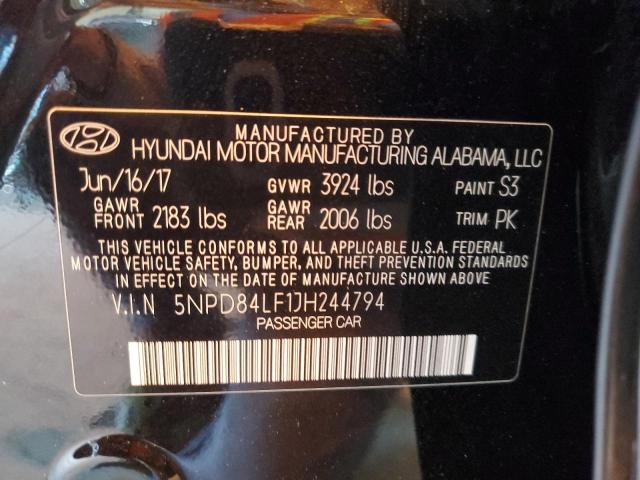 MANUFACTURED BY
HYUNDAI MOTOR MANUFACTURING ALABAMA, LLC
Jun/16/17 GVWR 3924 lbs PAINT S3
GAWR FRONT 2183 lbs GAWR REAR 2006 lbs TRIM PK
THIS VEHICLE CONFORMS TO ALL APPLICABLE U.S.A. FEDERAL
MOTOR VEHICLE SAFETY, BUMPER, AND THEFT PREVENTION STANDARDS
IN EFFECT ON THE DATE OF MANUFACTURE SHOWN ABOVE.
V.I.N 5NPD84LF1JH244794
PASSENGER CAR